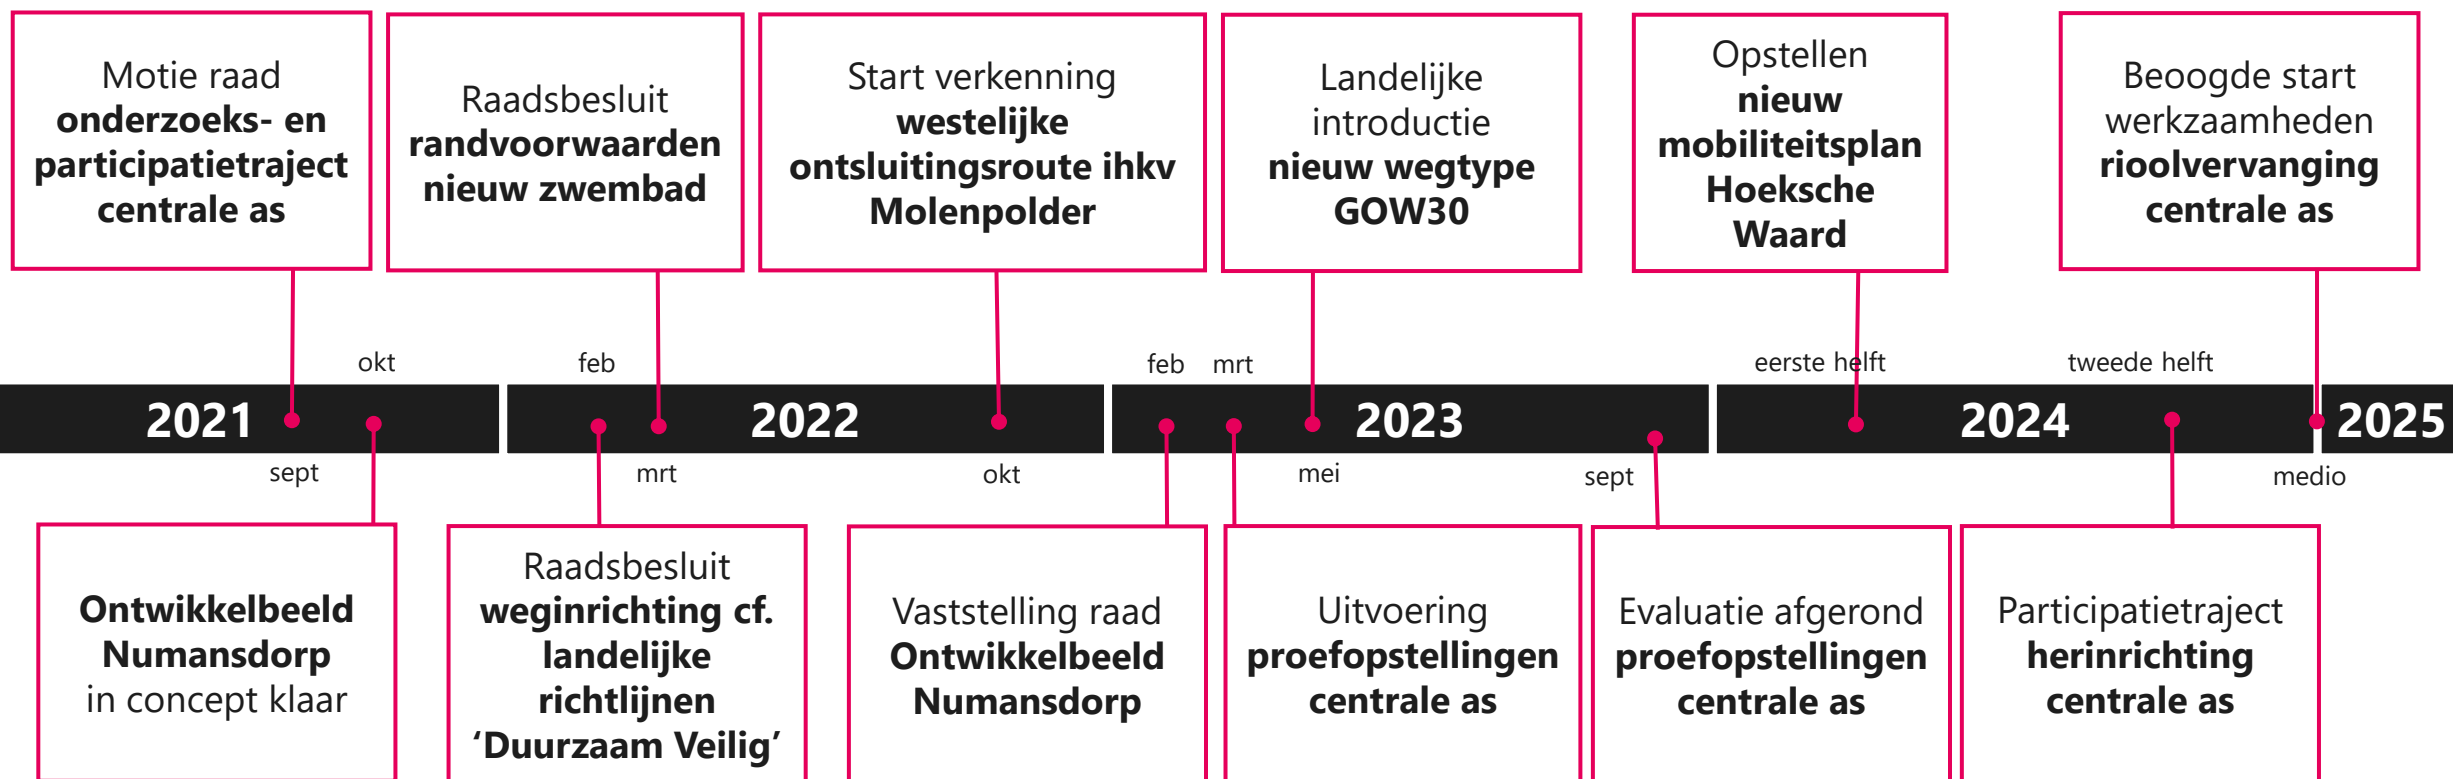 Motie raad
onderzoeks- en
participatietraject
centrale as
Raadsbesluit
randvoorwaarden
nieuw zwembad
Start verkenning
westelijke
ontsluitingsroute ihkv
Molenpolder
Landelijke
introductie
nieuw wegtype
GOW30
Opstellen
nieuw
mobiliteitsplan
Hoeksche
Waard
Beoogde start
werkzaamheden
rioolvervanging
centrale as
okt
feb
feb
mrt
eerste helft
tweede helft
2021
2022
2023
2024
2025
sept
mrt
okt
mei
sept
medio
Ontwikkelbeeld
Numansdorp
in concept klaar
Raadsbesluit
weginrichting cf.
landelijke
richtlijnen
‘Duurzaam Veilig’
Vaststelling raad
Ontwikkelbeeld
Numansdorp
Uitvoering
proefopstellingen
centrale as
Evaluatie afgerond
proefopstellingen
centrale as
Participatietraject
herinrichting
centrale as